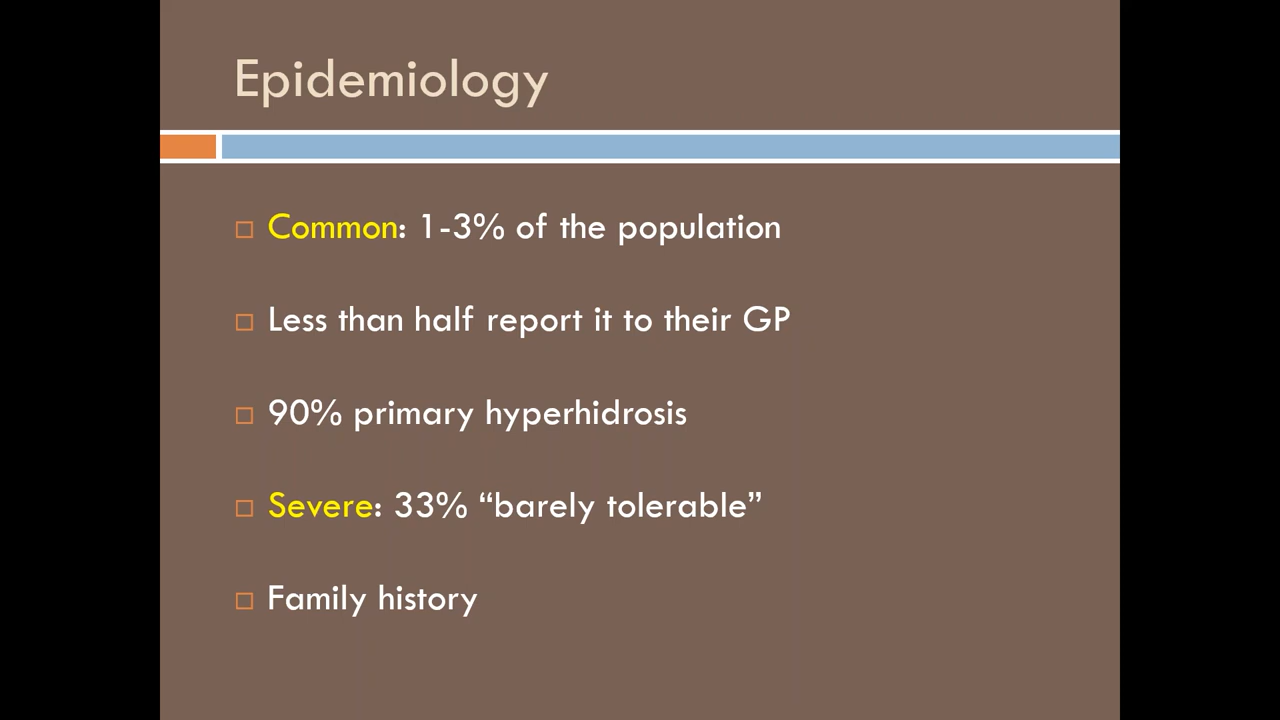 Epidemiology
Common: 1-3% of the population
Less than half report it to their GP
90% primary hyperhidrosis
Severe: 33% “barely tolerable”
Family history